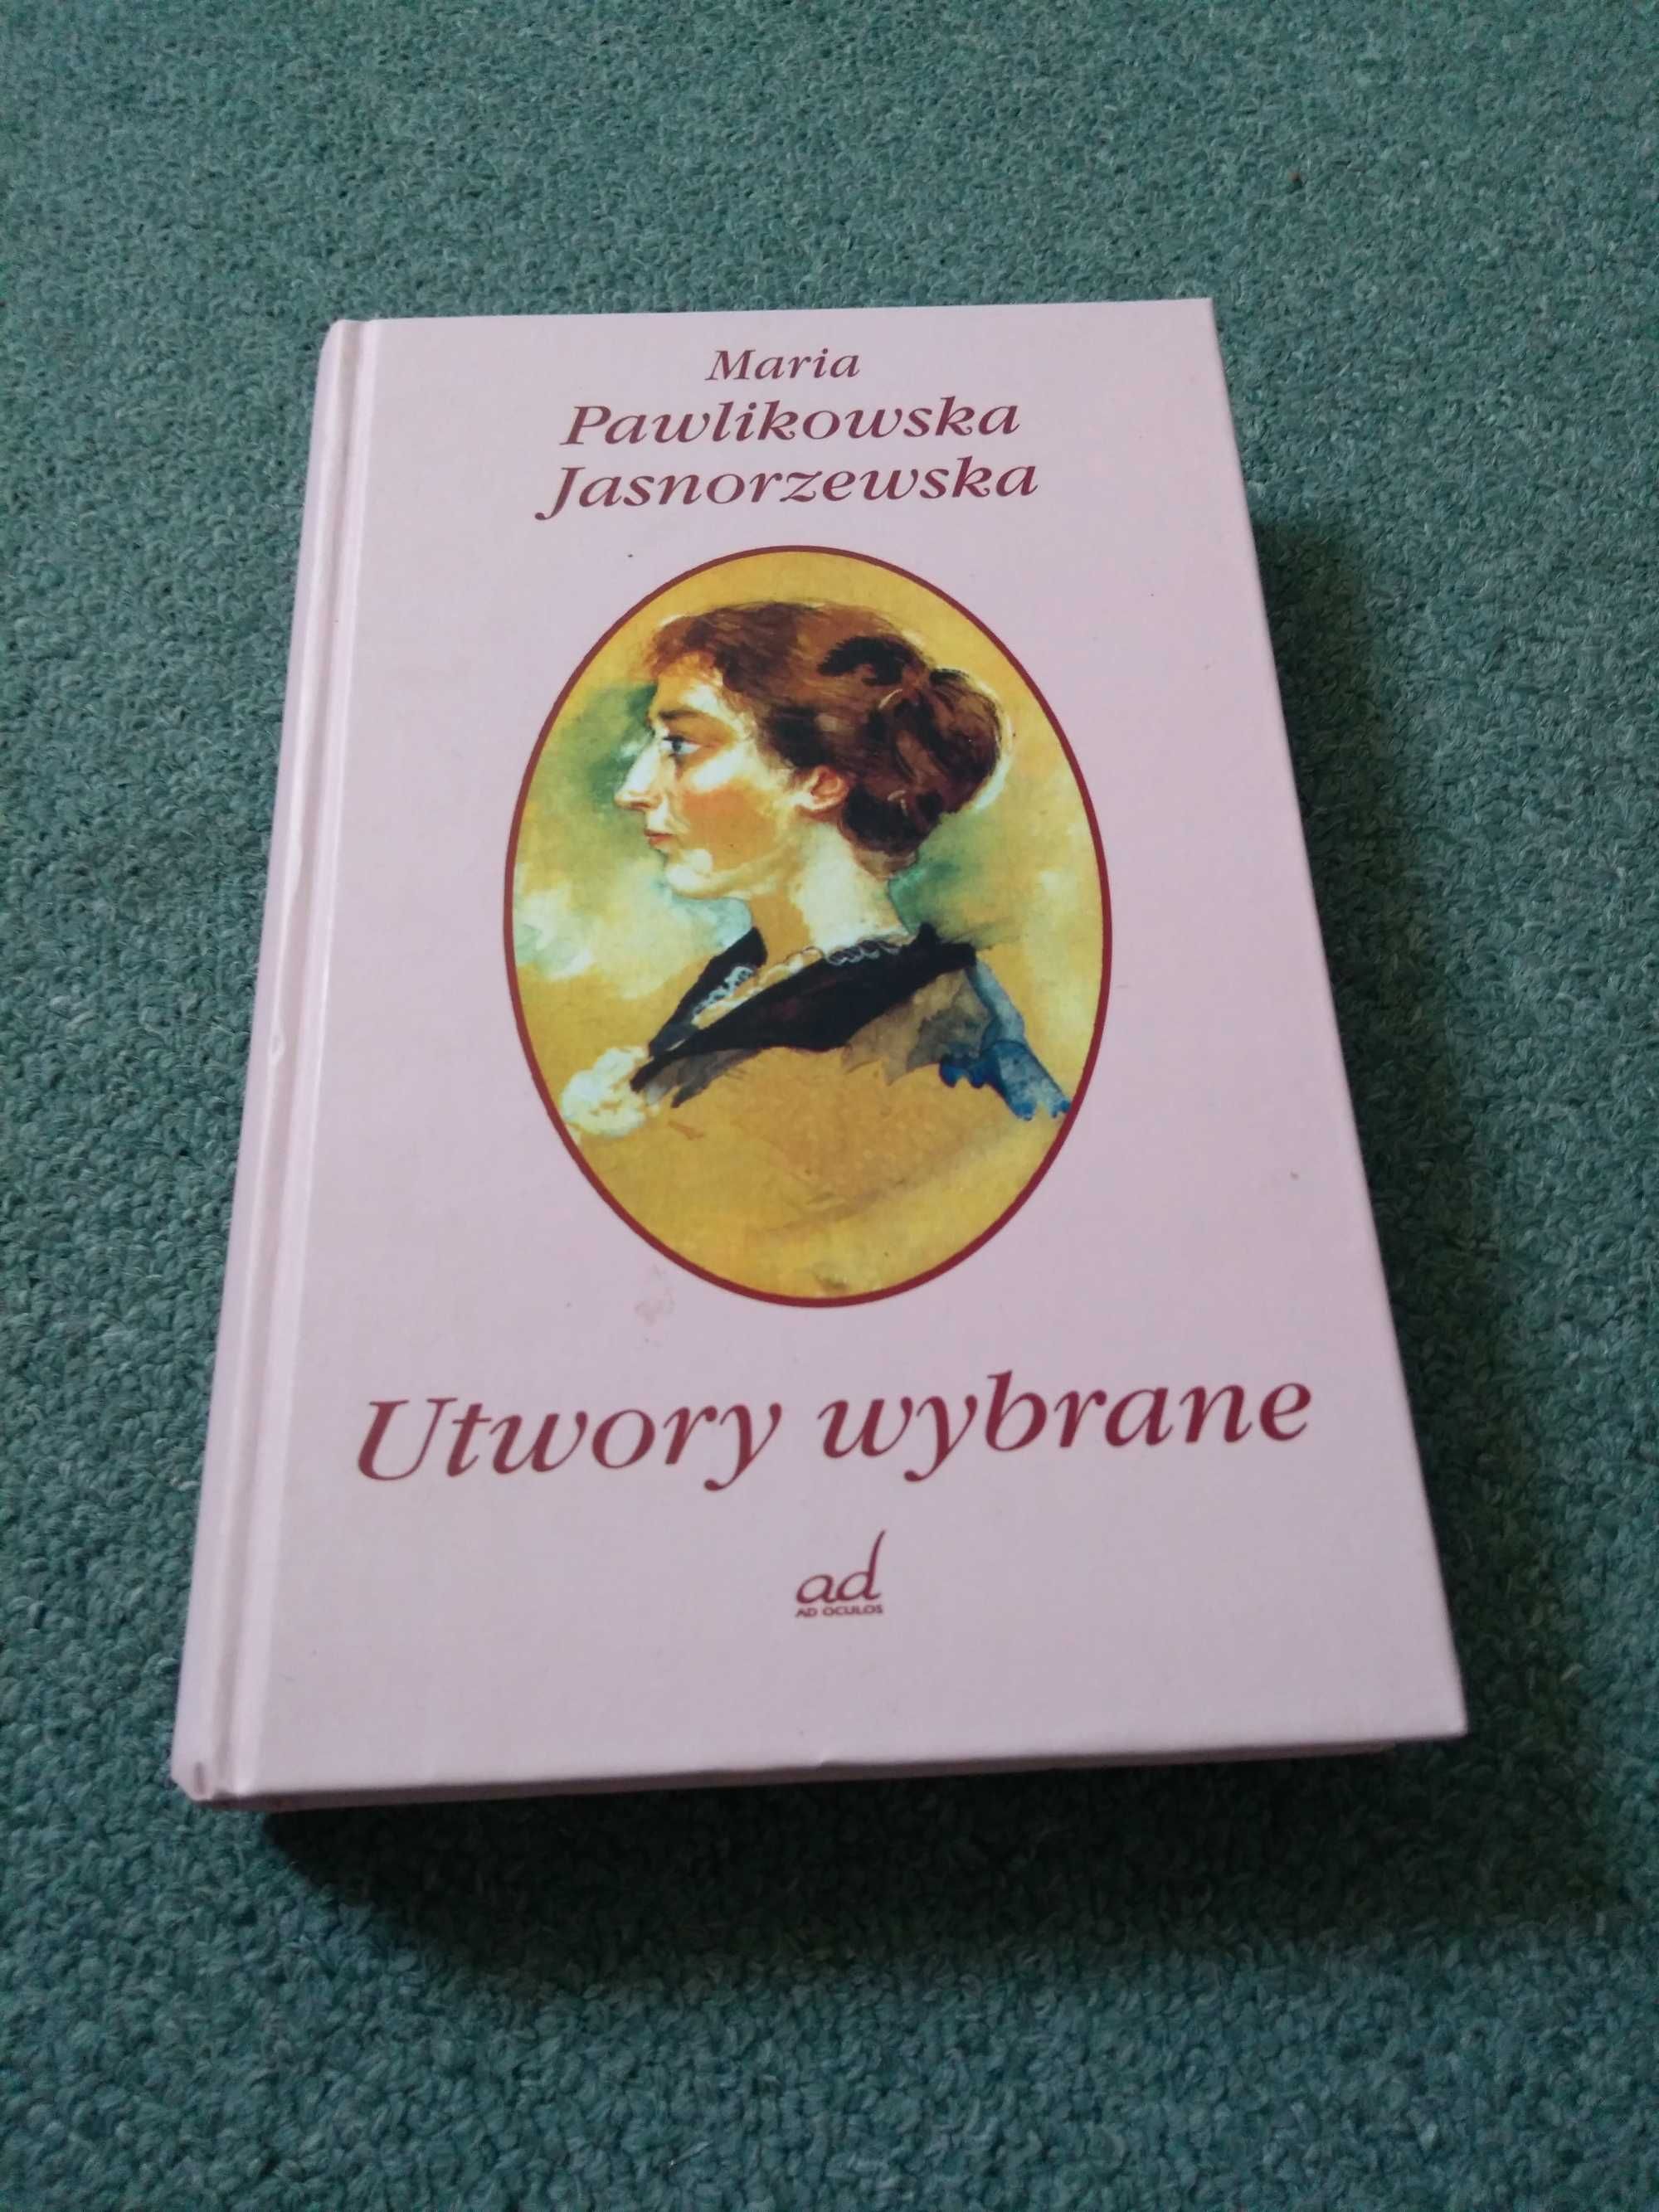 Maria
Pawlikowska
Jasnorzewska
Utwory wybrane
ad
AD OCULOS